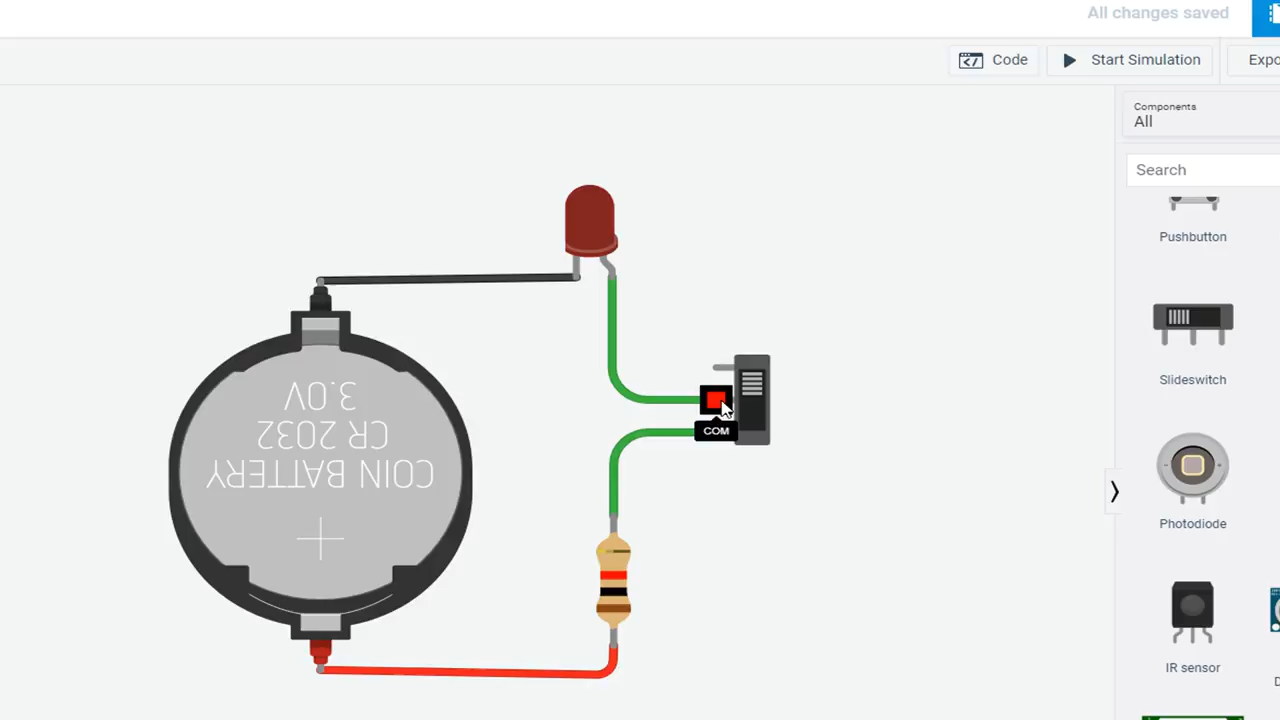 All changes saved
Code
Start Simulation
Expo
Components
All
Search
Pushbutton
Slideswitch
Photodiode
IR sensor
D
COM
3.0V
CR 2032
COIN BATTERY